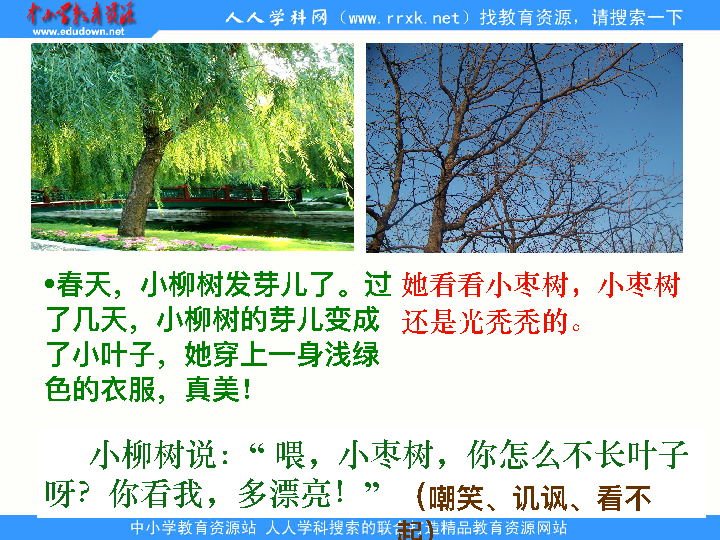 中小学教育资源
www.edudown.net
人人学科网（www.rrxk.net）找教育资源，请搜索一下
•春天，小柳树发芽儿了。过
了几天，小柳树的芽儿变成
了小叶子，她穿上一身浅绿
色的衣服，真美！
她看看小枣树，小枣树
还是光秃秃的。
小柳树说：“ 喂，小枣树，你怎么不长叶子
呀？你看我，多漂亮！”
（嘲笑、讥讽、看不
起）
中小学教育资源站 人人学科搜索的联合打造精品教育资源网站